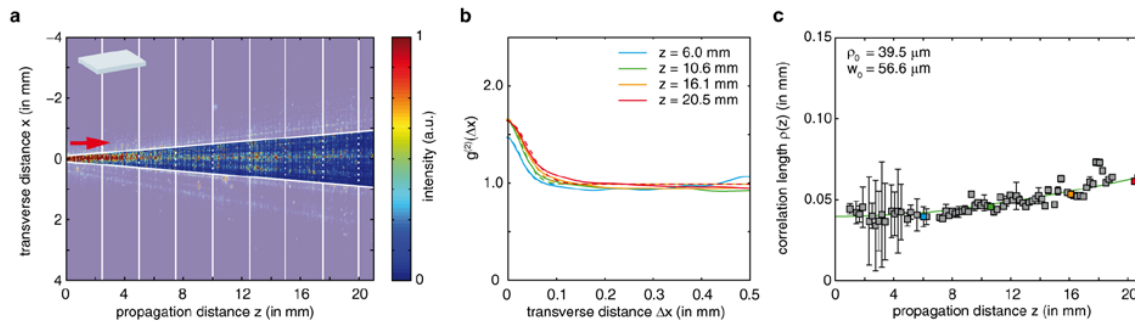 a
transverse distance x (in mm)
-4
-2
0
2
4
0
4
8
12
16
20
propagation distance z (in mm)
1
0
intensity (a.u.)
b
g(2)(Δx)
2.0
1.0
0
0
0.1
0.2
0.3
0.4
0.5
transverse distance Δx (in mm)
z = 6.0 mm
z = 10.6 mm
z = 16.1 mm
z = 20.5 mm
c
correlation length ρ(z) (in mm)
0.15
0.10
0.05
0
0
4
8
12
16
20
propagation distance z (in mm)
ρ₀ = 39.5 μm
w₀ = 56.6 μm